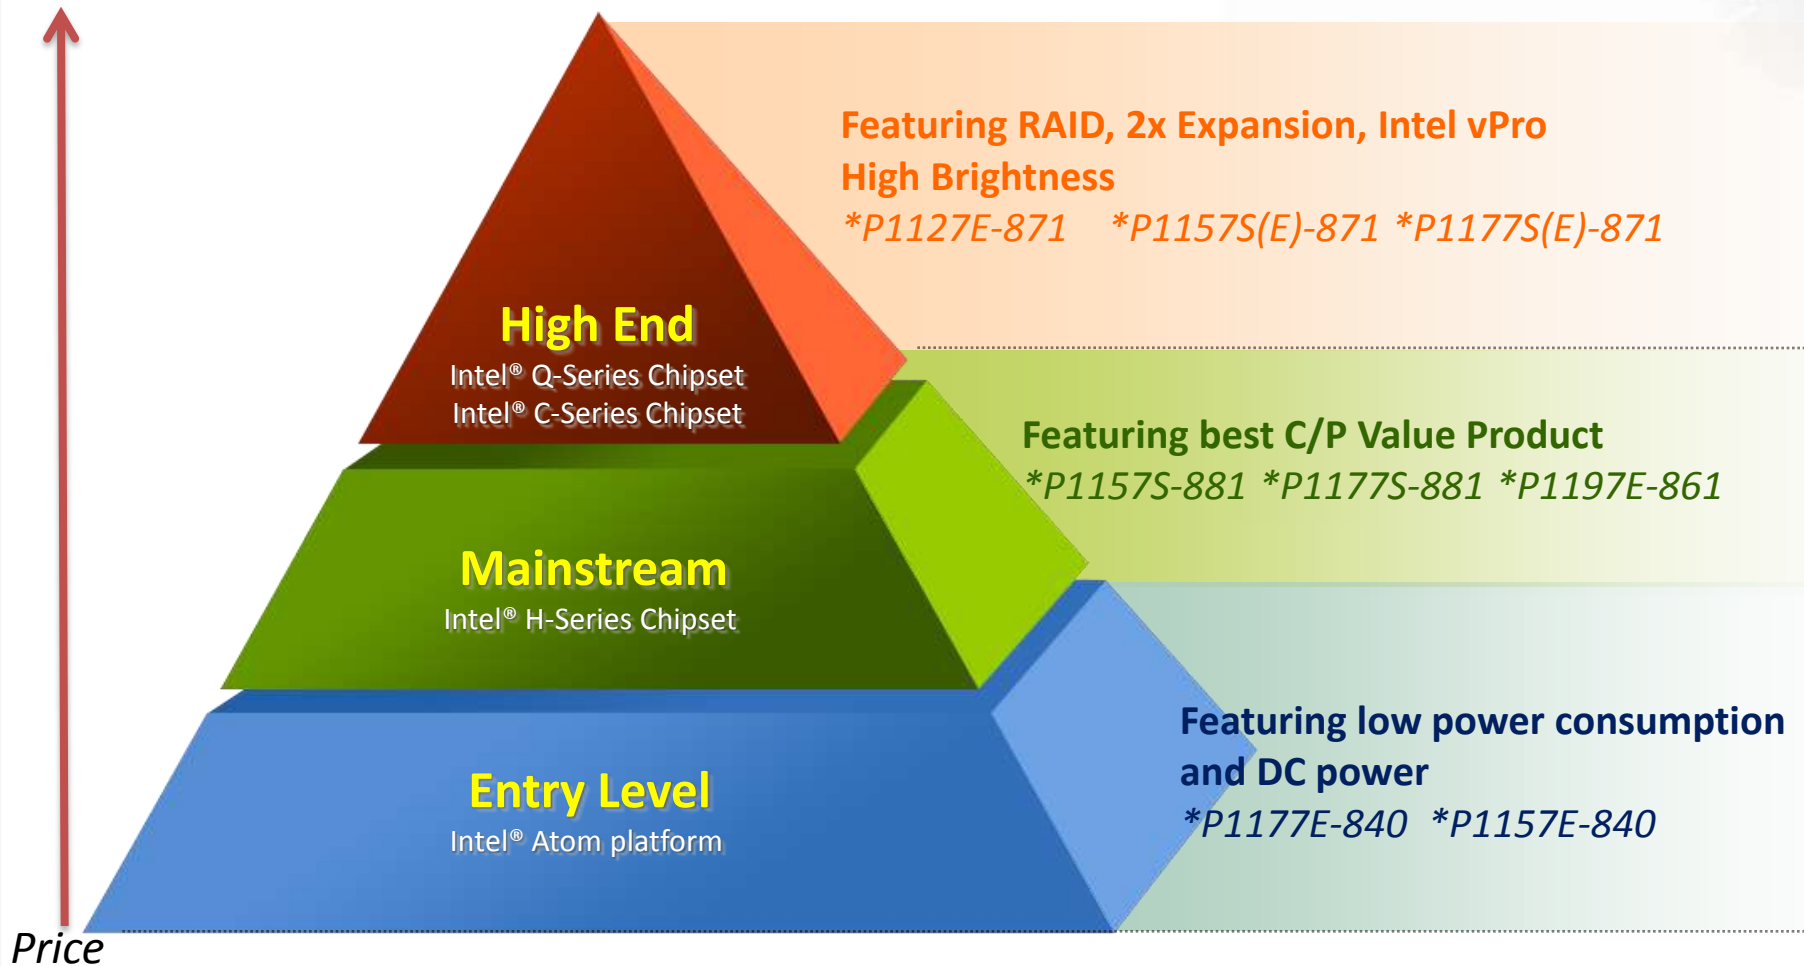 Featuring RAID, 2x Expansion, Intel vPro
High Brightness
*P1127E-871 *P1157S(E)-871 *P1177S(E)-871
High End
Intel® Q-Series Chipset
Intel® C-Series Chipset
Featuring best C/P Value Product
*P1157S-881 *P1177S-881 *P1197E-861
Mainstream
Intel® H-Series Chipset
Featuring low power consumption
and DC power
*P1177E-840 *P1157E-840
Entry Level
Intel® Atom platform
Price